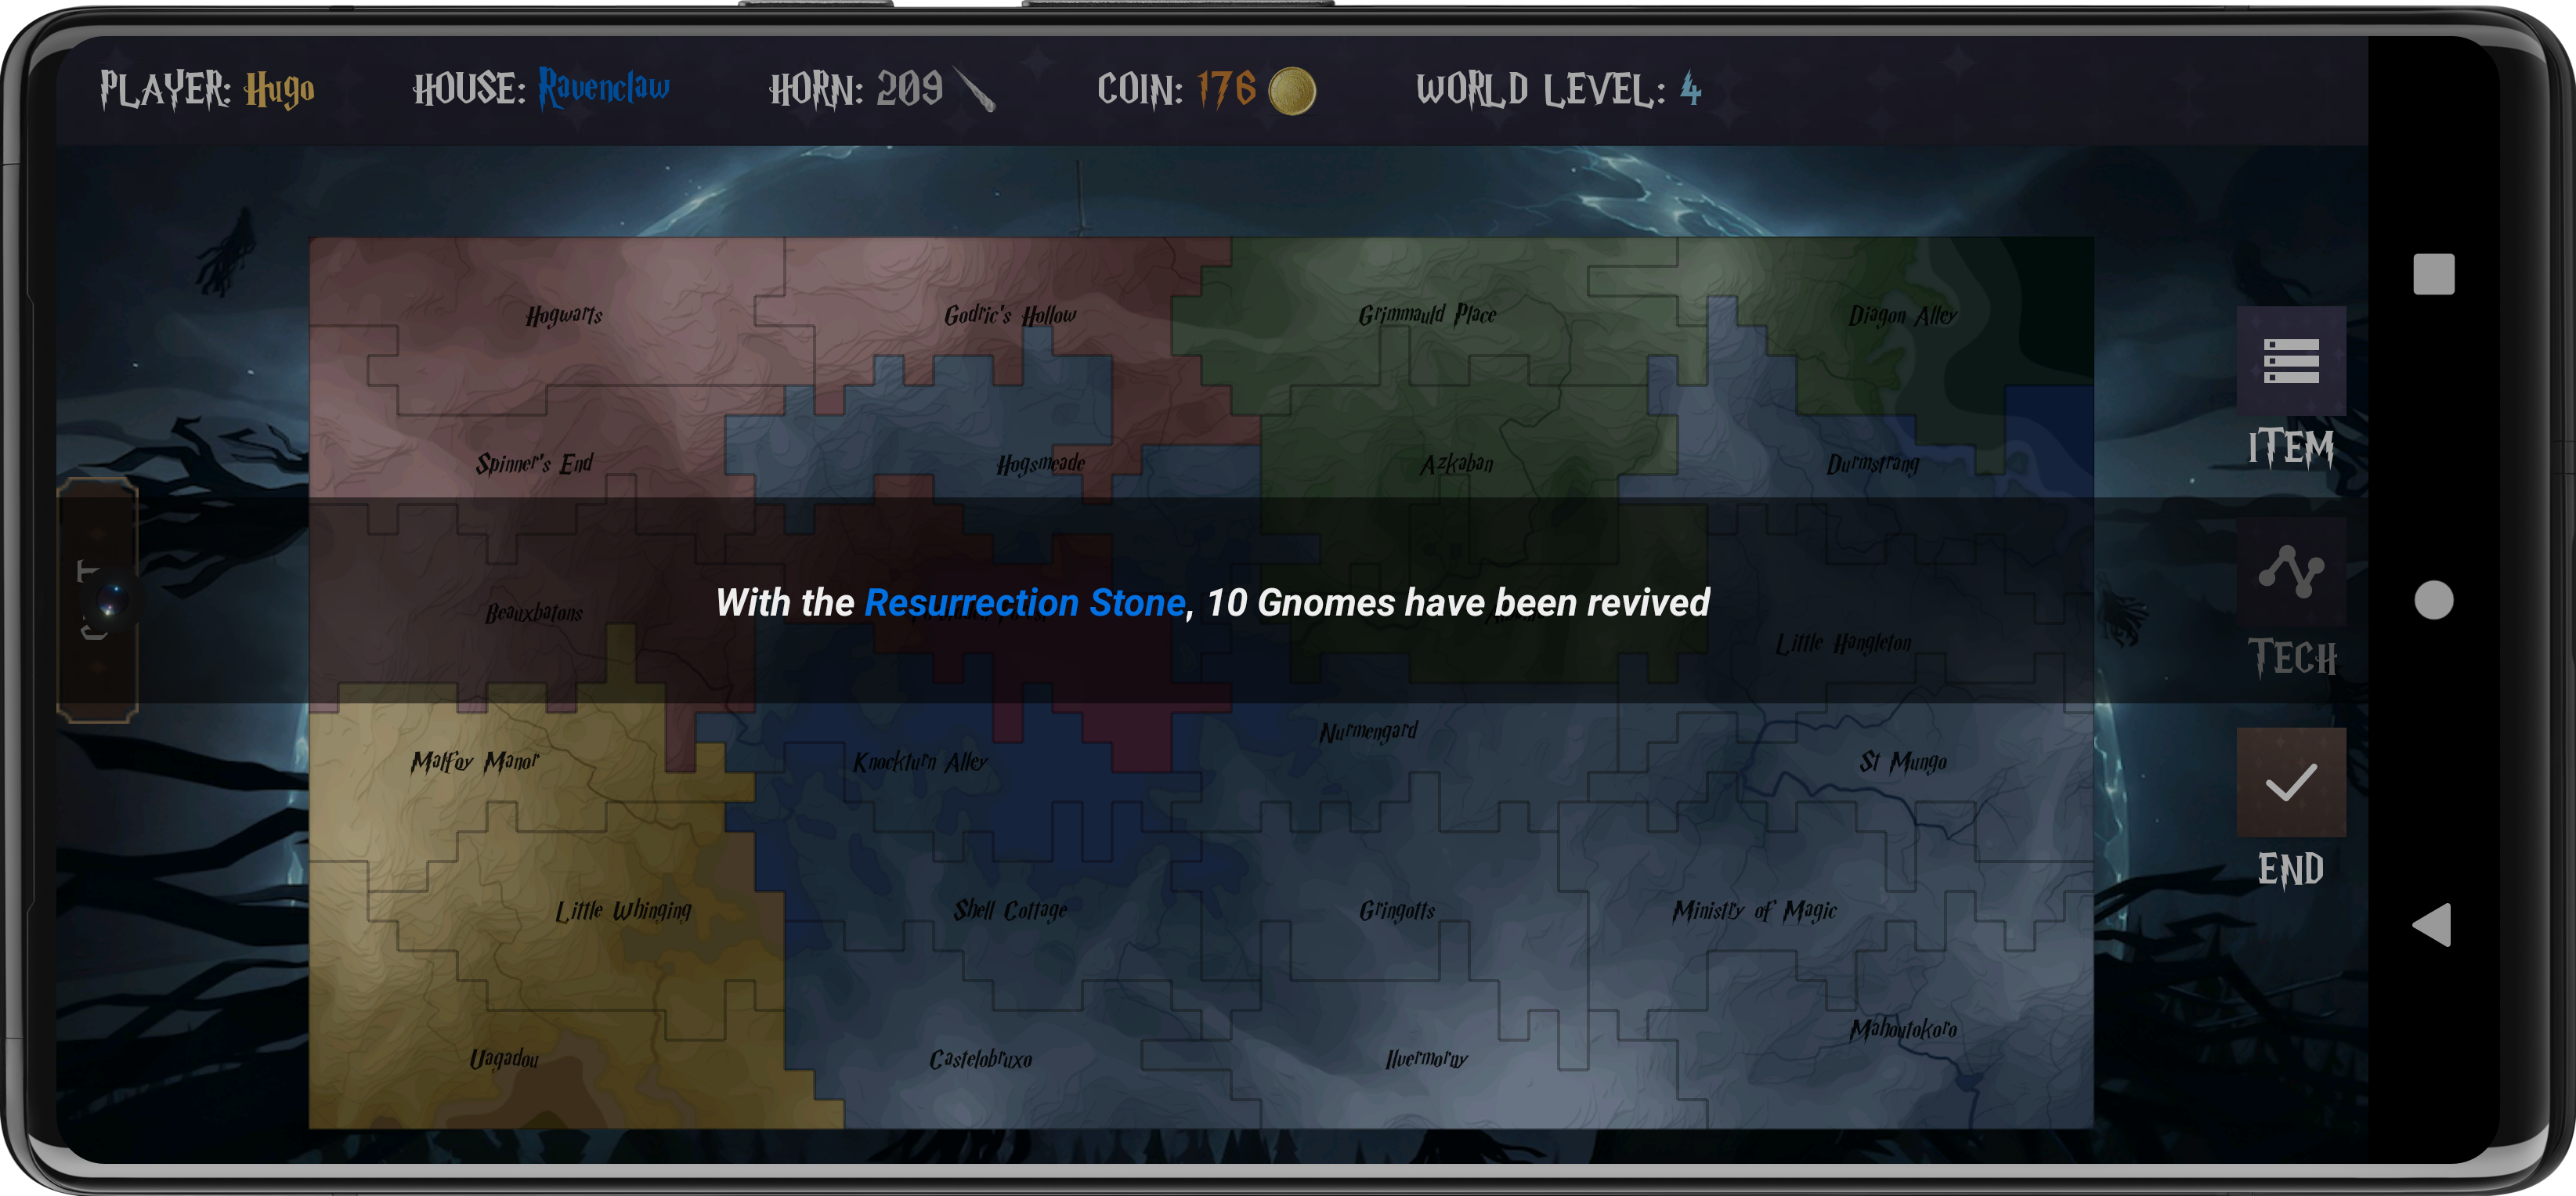 PLAYER: Hugo HOUSE: Ravenclaw HORN: 209 COIN: 176 WORLD LEVEL: 4
Hogwarts Godric's Hollow Grimmauld Place Diagon Alley
ITEM
Spinner's End Hogsmeade Azkaban Durmstrang
With the Resurrection Stone, 10 Gnomes have been revived
Beauxbatons
Little Hangleton
TECH
Malfoy Manor Knockturn Alley Nurmengard St Mungo
END
Little Whinging Shell Cottage Gringotts Ministry of Magic
Uagadou Castelobruxo Ilvermorny Mahoutokoro